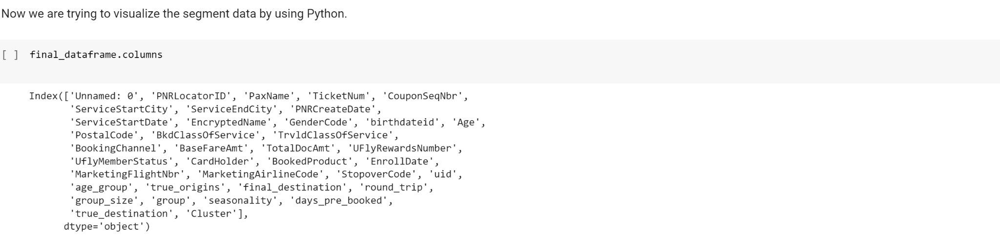 Now we are trying to visualize the segment data by using Python.
[ ] final_dataframe.columns
Index(['Unnamed: 0', 'PNRLocatorID', 'PaxName', 'TicketNum', 'CouponSeqNbr',
'ServiceStartCity', 'ServiceEndCity', 'PNRCreateDate',
'ServiceStartDate', 'EncryptedName', 'GenderCode', 'birthdateid', 'Age',
'PostalCode', 'BkdClassOfService', 'TrvldClassOfService',
'BookingChannel', 'BaseFareAmt', 'TotalDocAmt', 'UFlyRewardsNumber',
'UflyMemberStatus', 'CardHolder', 'BookedProduct', 'EnrollDate',
'MarketingFlightNbr', 'MarketingAirlineCode', 'StopoverCode', 'uid',
'age_group', 'true_origins', 'final_destination', 'round_trip',
'group_size', 'group', 'seasonality', 'days_pre_booked',
'true_destination', 'Cluster'],
dtype='object')